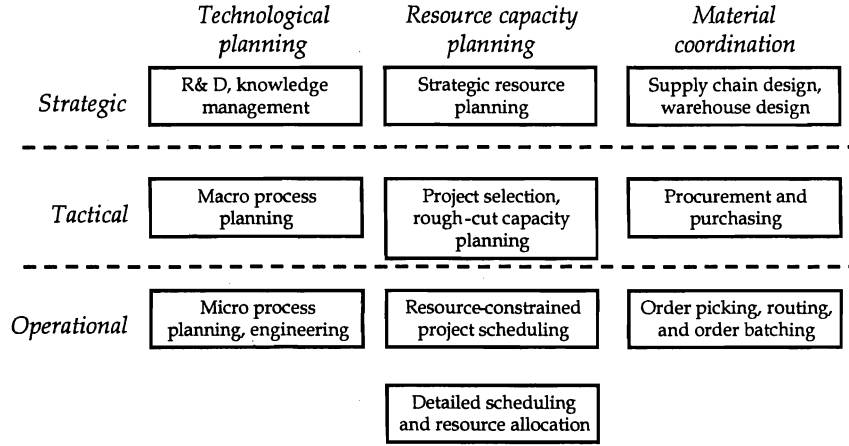 Technological
planning
Resource capacity
planning
Material
coordination
Strategic
R& D, knowledge
management
Strategic resource
planning
Supply chain design,
warehouse design
Tactical
Macro process
planning
Project selection,
rough-cut capacity
planning
Procurement and
purchasing
Operational
Micro process
planning, engineering
Resource-constrained
project scheduling
Order picking, routing,
and order batching
Detailed scheduling
and resource allocation